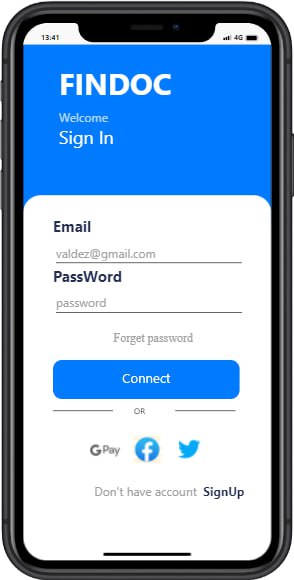 13:41 4G
FINDOC
Welcome
Sign In
Email
valdez@gmail.com
PassWord
password
Forget password
Connect
OR
G Pay
Don't have account SignUp